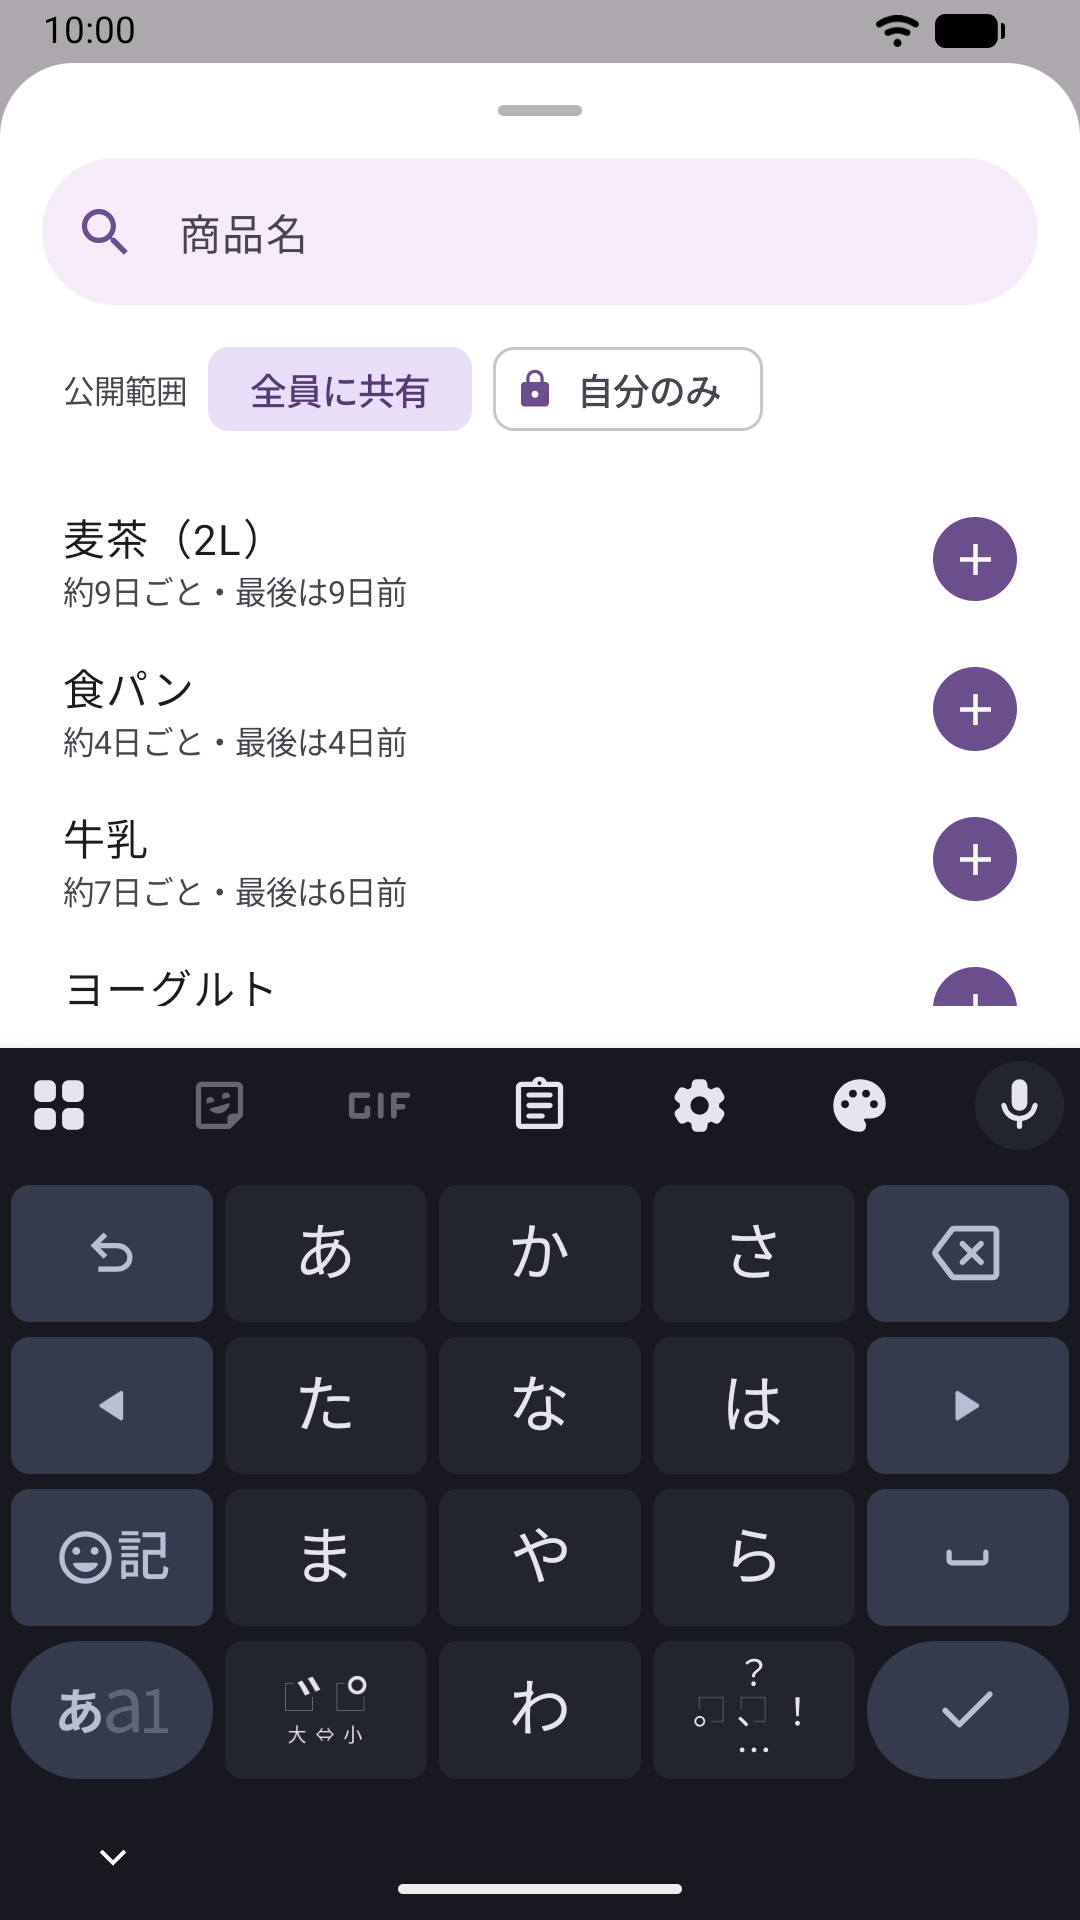 10:00
商品名
公開範囲 全員に共有 自分のみ
麦茶（2L）
約9日ごと・最後は9日前
食パン
約4日ごと・最後は4日前
牛乳
約7日ごと・最後は6日前
ヨーグルト
GIF
あ か さ
た な は
記 ま や ら
あa1 ゛゜ わ 。、?!…
大⇔小